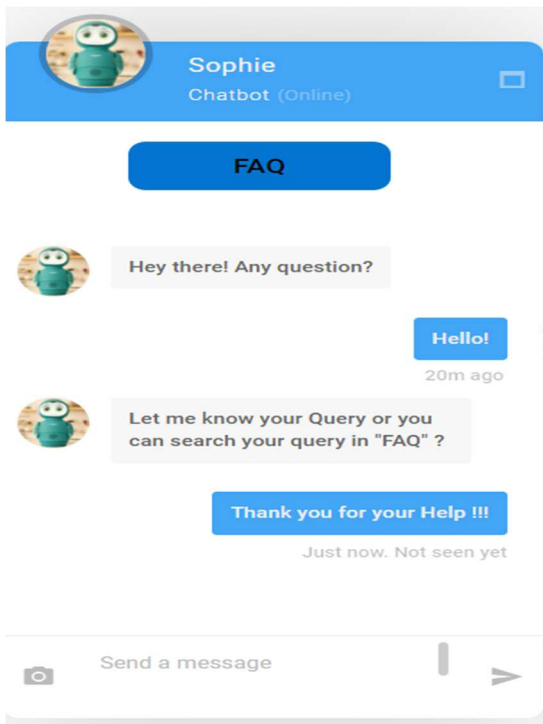 Sophie
Chatbot (Online)
FAQ
Hey there! Any question?
Hello!
20m ago
Let me know your Query or you
can search your query in "FAQ" ?
Thank you for your Help !!!
Just now. Not seen yet
Send a message